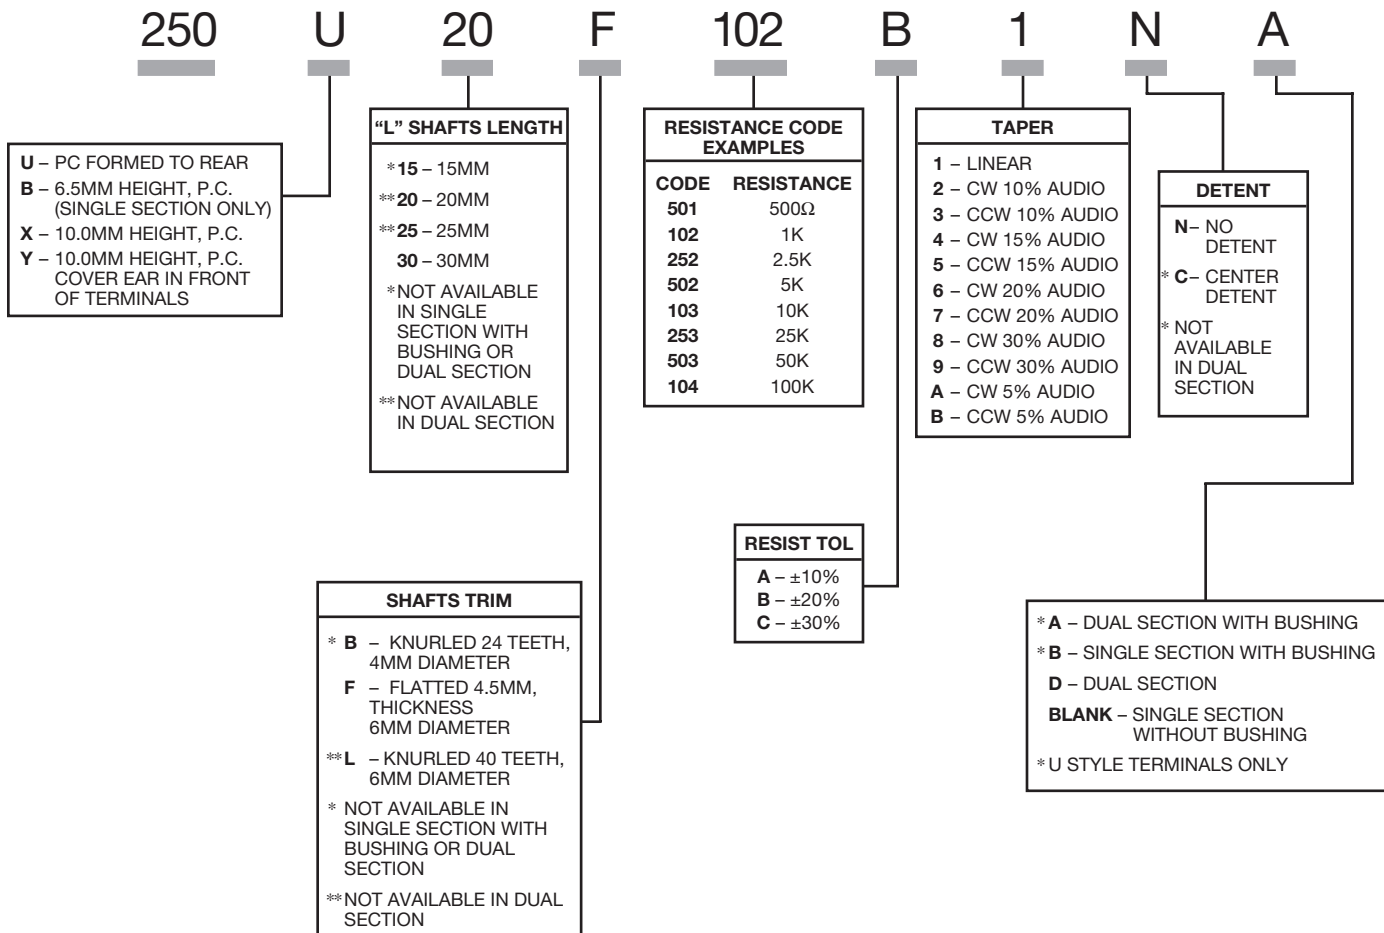 250 U 20 F 102 B 1 N A
U – PC FORMED TO REAR
B – 6.5MM HEIGHT, P.C.
(SINGLE SECTION ONLY)
X – 10.0MM HEIGHT, P.C.
Y – 10.0MM HEIGHT, P.C.
COVER EAR IN FRONT
OF TERMINALS
“L” SHAFTS LENGTH
* 15 – 15MM
** 20 – 20MM
** 25 – 25MM
30 – 30MM
* NOT AVAILABLE
IN SINGLE
SECTION WITH
BUSHING OR
DUAL SECTION
** NOT AVAILABLE
IN DUAL SECTION
SHAFTS TRIM
* B – KNURLED 24 TEETH,
4MM DIAMETER
F – FLATTED 4.5MM,
THICKNESS
6MM DIAMETER
** L – KNURLED 40 TEETH,
6MM DIAMETER
* NOT AVAILABLE IN
SINGLE SECTION WITH
BUSHING OR DUAL
SECTION
** NOT AVAILABLE IN DUAL
SECTION
RESISTANCE CODE
EXAMPLES
CODE RESISTANCE
501 500Ω
102 1K
252 2.5K
502 5K
103 10K
253 25K
503 50K
104 100K
RESIST TOL
A – ±10%
B – ±20%
C – ±30%
TAPER
1 – LINEAR
2 – CW 10% AUDIO
3 – CCW 10% AUDIO
4 – CW 15% AUDIO
5 – CCW 15% AUDIO
6 – CW 20% AUDIO
7 – CCW 20% AUDIO
8 – CW 30% AUDIO
9 – CCW 30% AUDIO
A – CW 5% AUDIO
B – CCW 5% AUDIO
DETENT
N – NO
DETENT
* C – CENTER
DETENT
* NOT
AVAILABLE
IN DUAL
SECTION
* A – DUAL SECTION WITH BUSHING
* B – SINGLE SECTION WITH BUSHING
D – DUAL SECTION
BLANK – SINGLE SECTION
WITHOUT BUSHING
* U STYLE TERMINALS ONLY